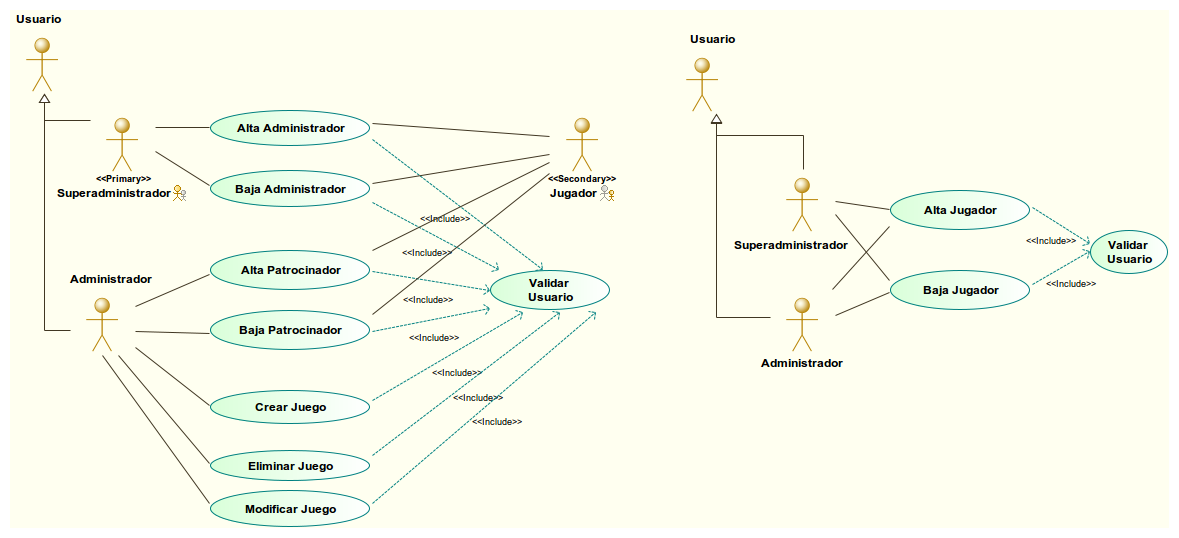 Usuario
Alta Administrador
<<Primary>>
Superadministrador
Baja Administrador
<<Secondary>>
Jugador
<<Include>>
<<Include>>
Administrador
Alta Patrocinador
Validar
Usuario
<<Include>>
Baja Patrocinador
<<Include>>
<<Include>>
Crear Juego
<<Include>>
<<Include>>
Eliminar Juego
Modificar Juego
Usuario
Alta Jugador
Superadministrador
<<Include>>
Validar
Usuario
<<Include>>
Baja Jugador
Administrador